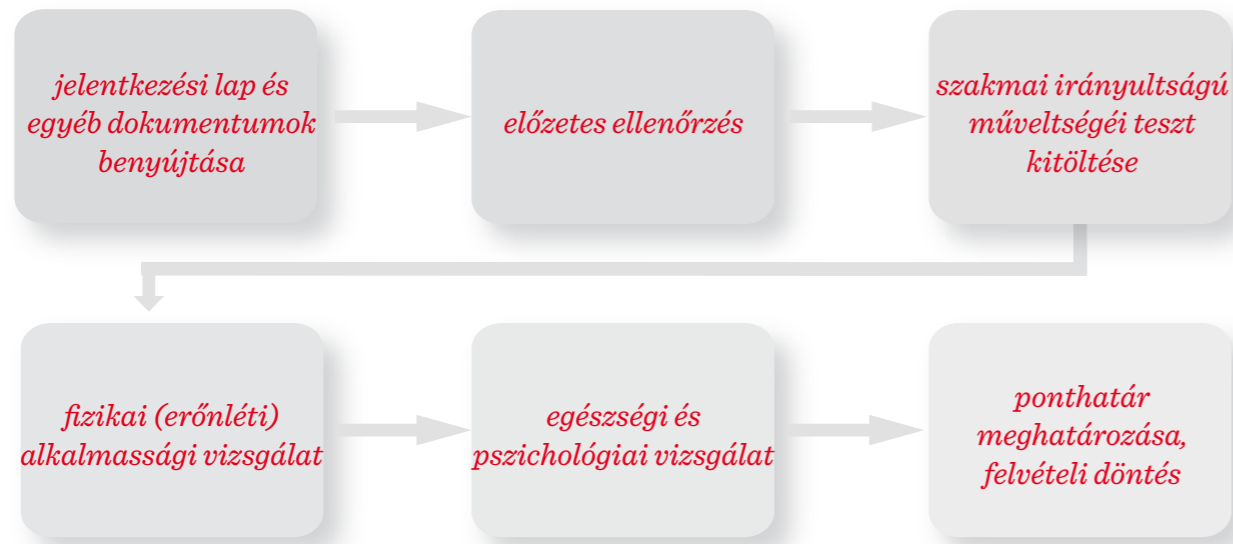 jelentkezési lap és
egyéb dokumentumok
benyújtása
előzetes ellenőrzés
szakmai irányultságú
műveltségéi teszt
kitöltése
fizikai (erőnléti)
alkalmassági vizsgálat
egészségi és
pszichológiai vizsgálat
ponthatár
meghatározása,
felvételi döntés